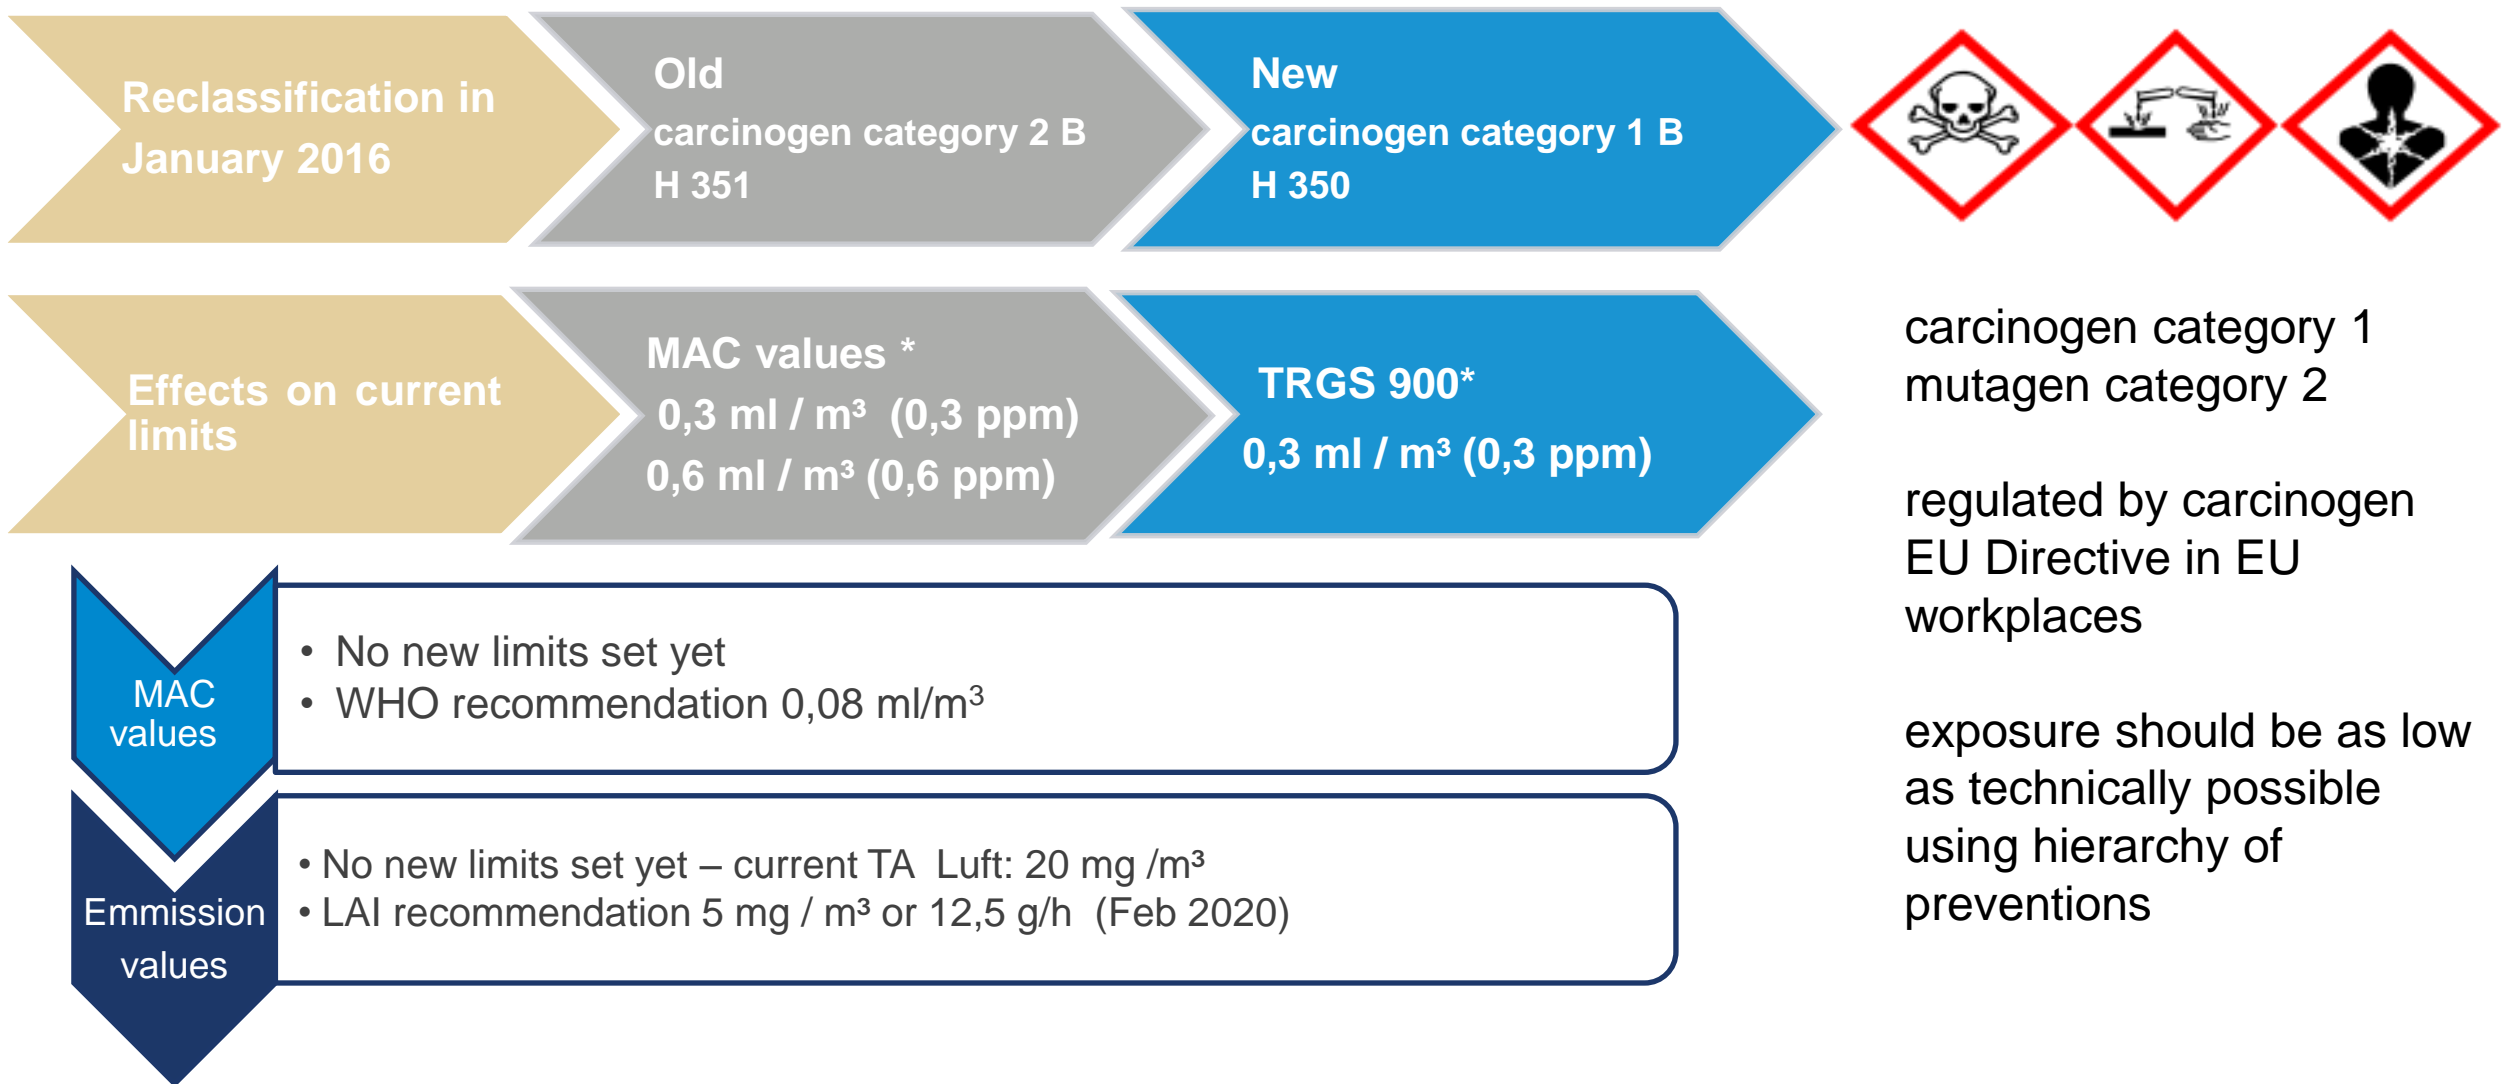 Reclassification in
January 2016
Old
carcinogen category 2 B
H 351
New
carcinogen category 1 B
H 350
Effects on current
limits
MAC values *
0,3 ml / m³ (0,3 ppm)
0,6 ml / m³ (0,6 ppm)
TRGS 900*
0,3 ml / m³ (0,3 ppm)
MAC
values
• No new limits set yet
• WHO recommendation 0,08 ml/m³
Emmission
values
• No new limits set yet – current TA Luft: 20 mg /m³
• LAI recommendation 5 mg / m³ or 12,5 g/h (Feb 2020)
carcinogen category 1
mutagen category 2
regulated by carcinogen
EU Directive in EU
workplaces
exposure should be as low
as technically possible
using hierarchy of
preventions